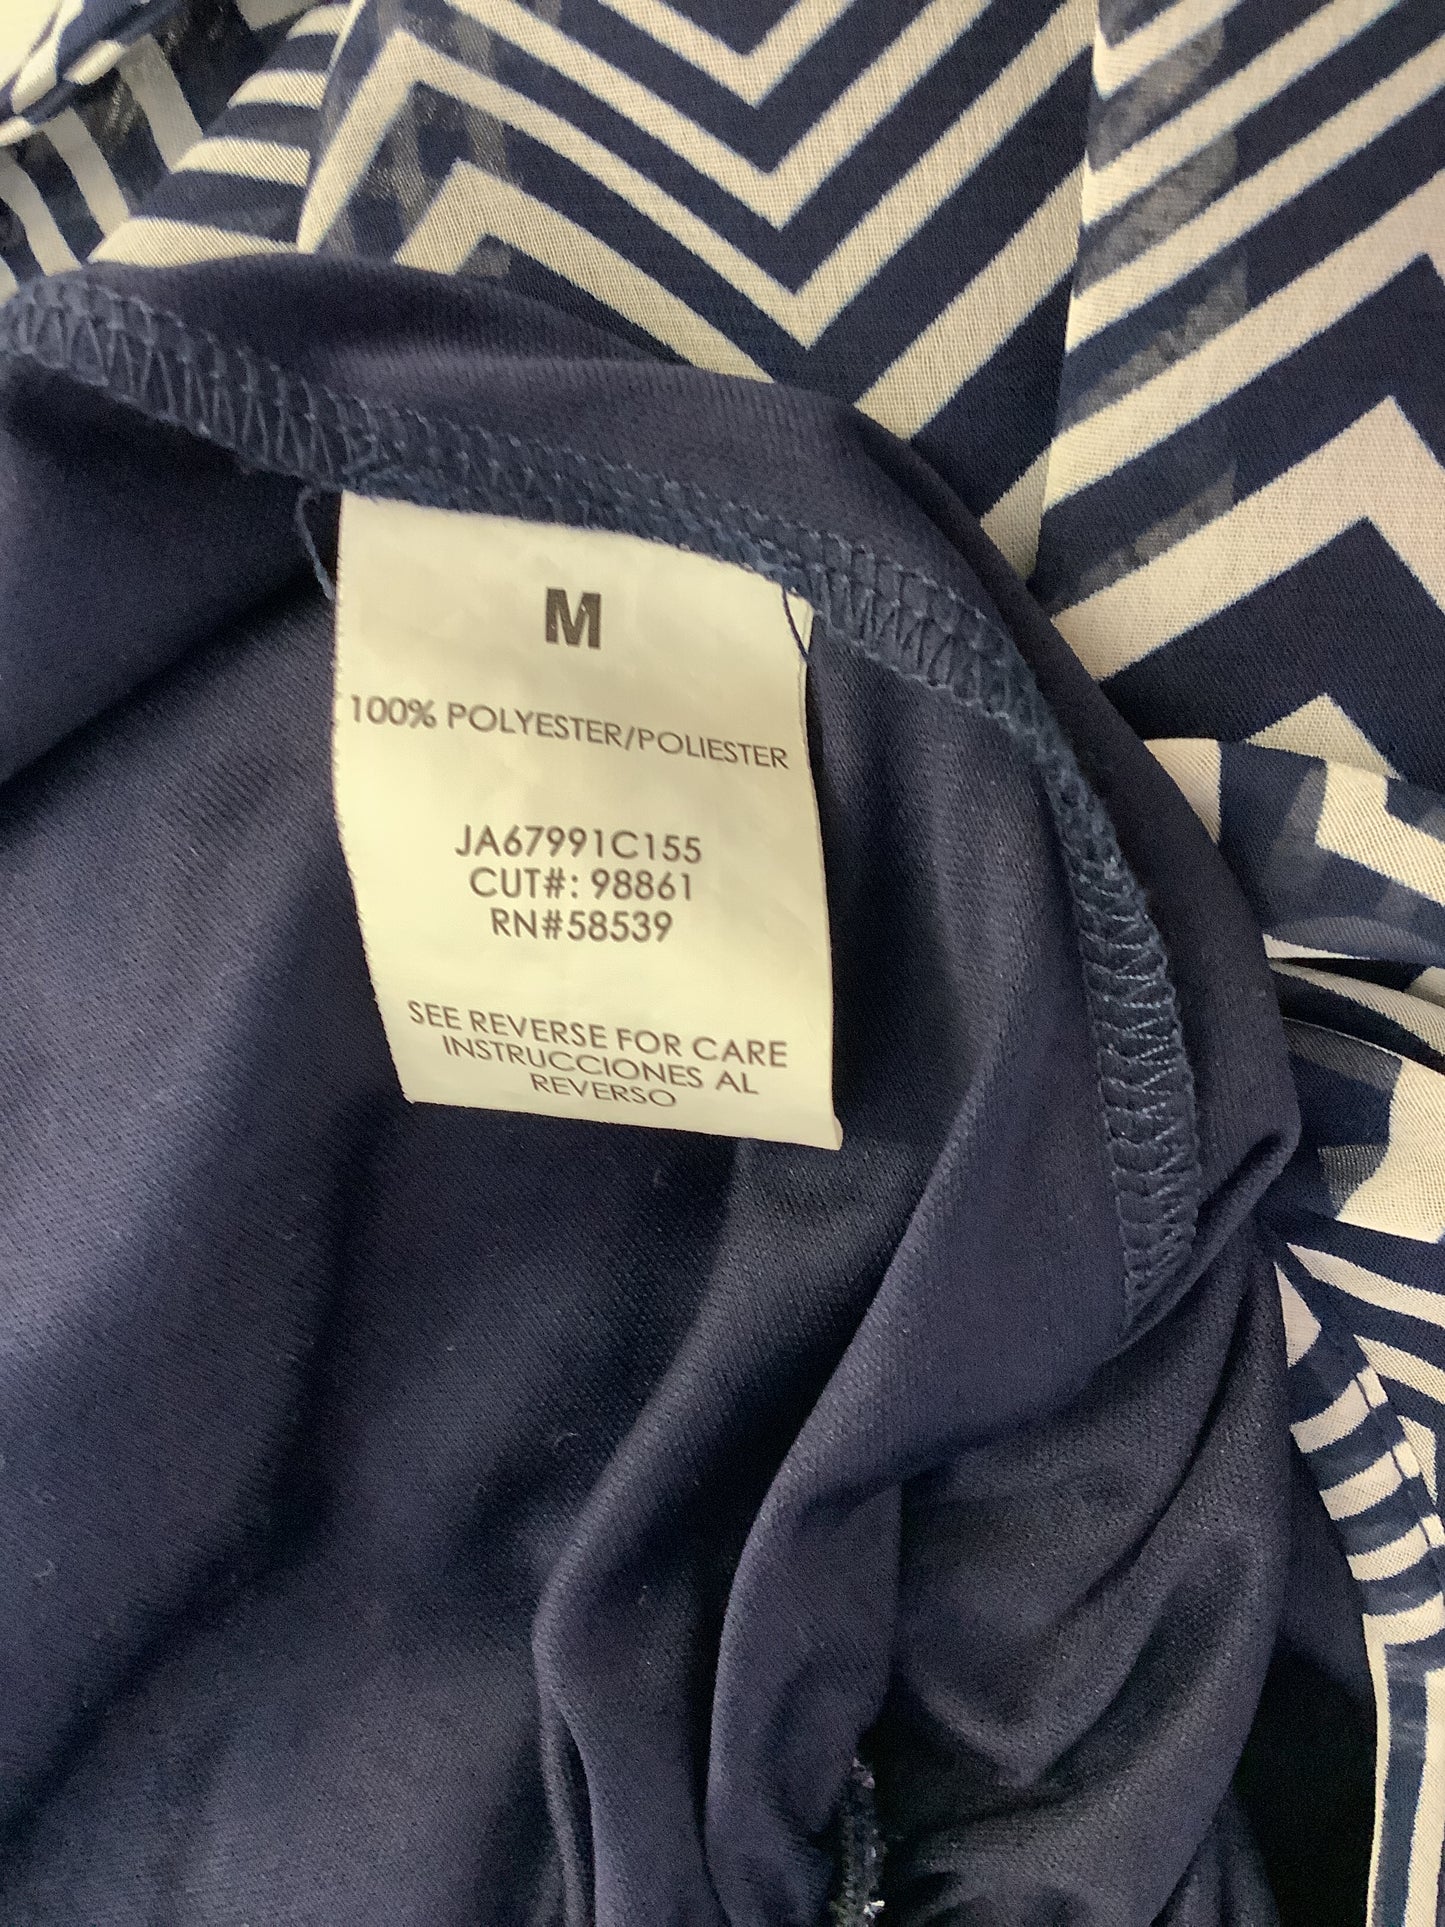 M
100% POLYESTER/POLIESTER
JA67991C155
CUT#: 98861
RN#58539
SEE REVERSE FOR CARE
INSTRUCCIONES AL
REVERSO